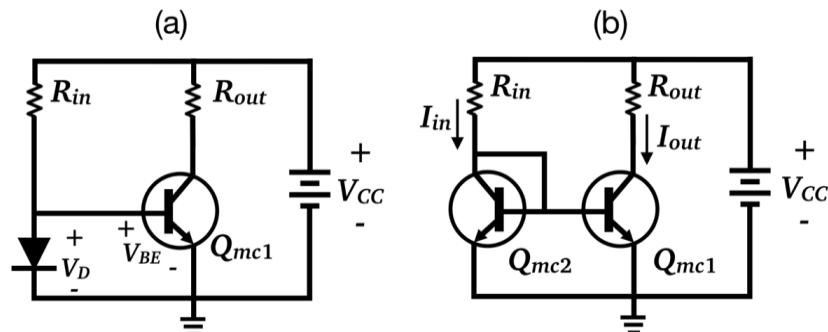 (a)
R_in
R_out
+
V_CC
-
+
V_D
-
+
V_BE
-
Q_mc1
(b)
R_in
R_out
I_in
I_out
+
V_CC
-
Q_mc2
Q_mc1